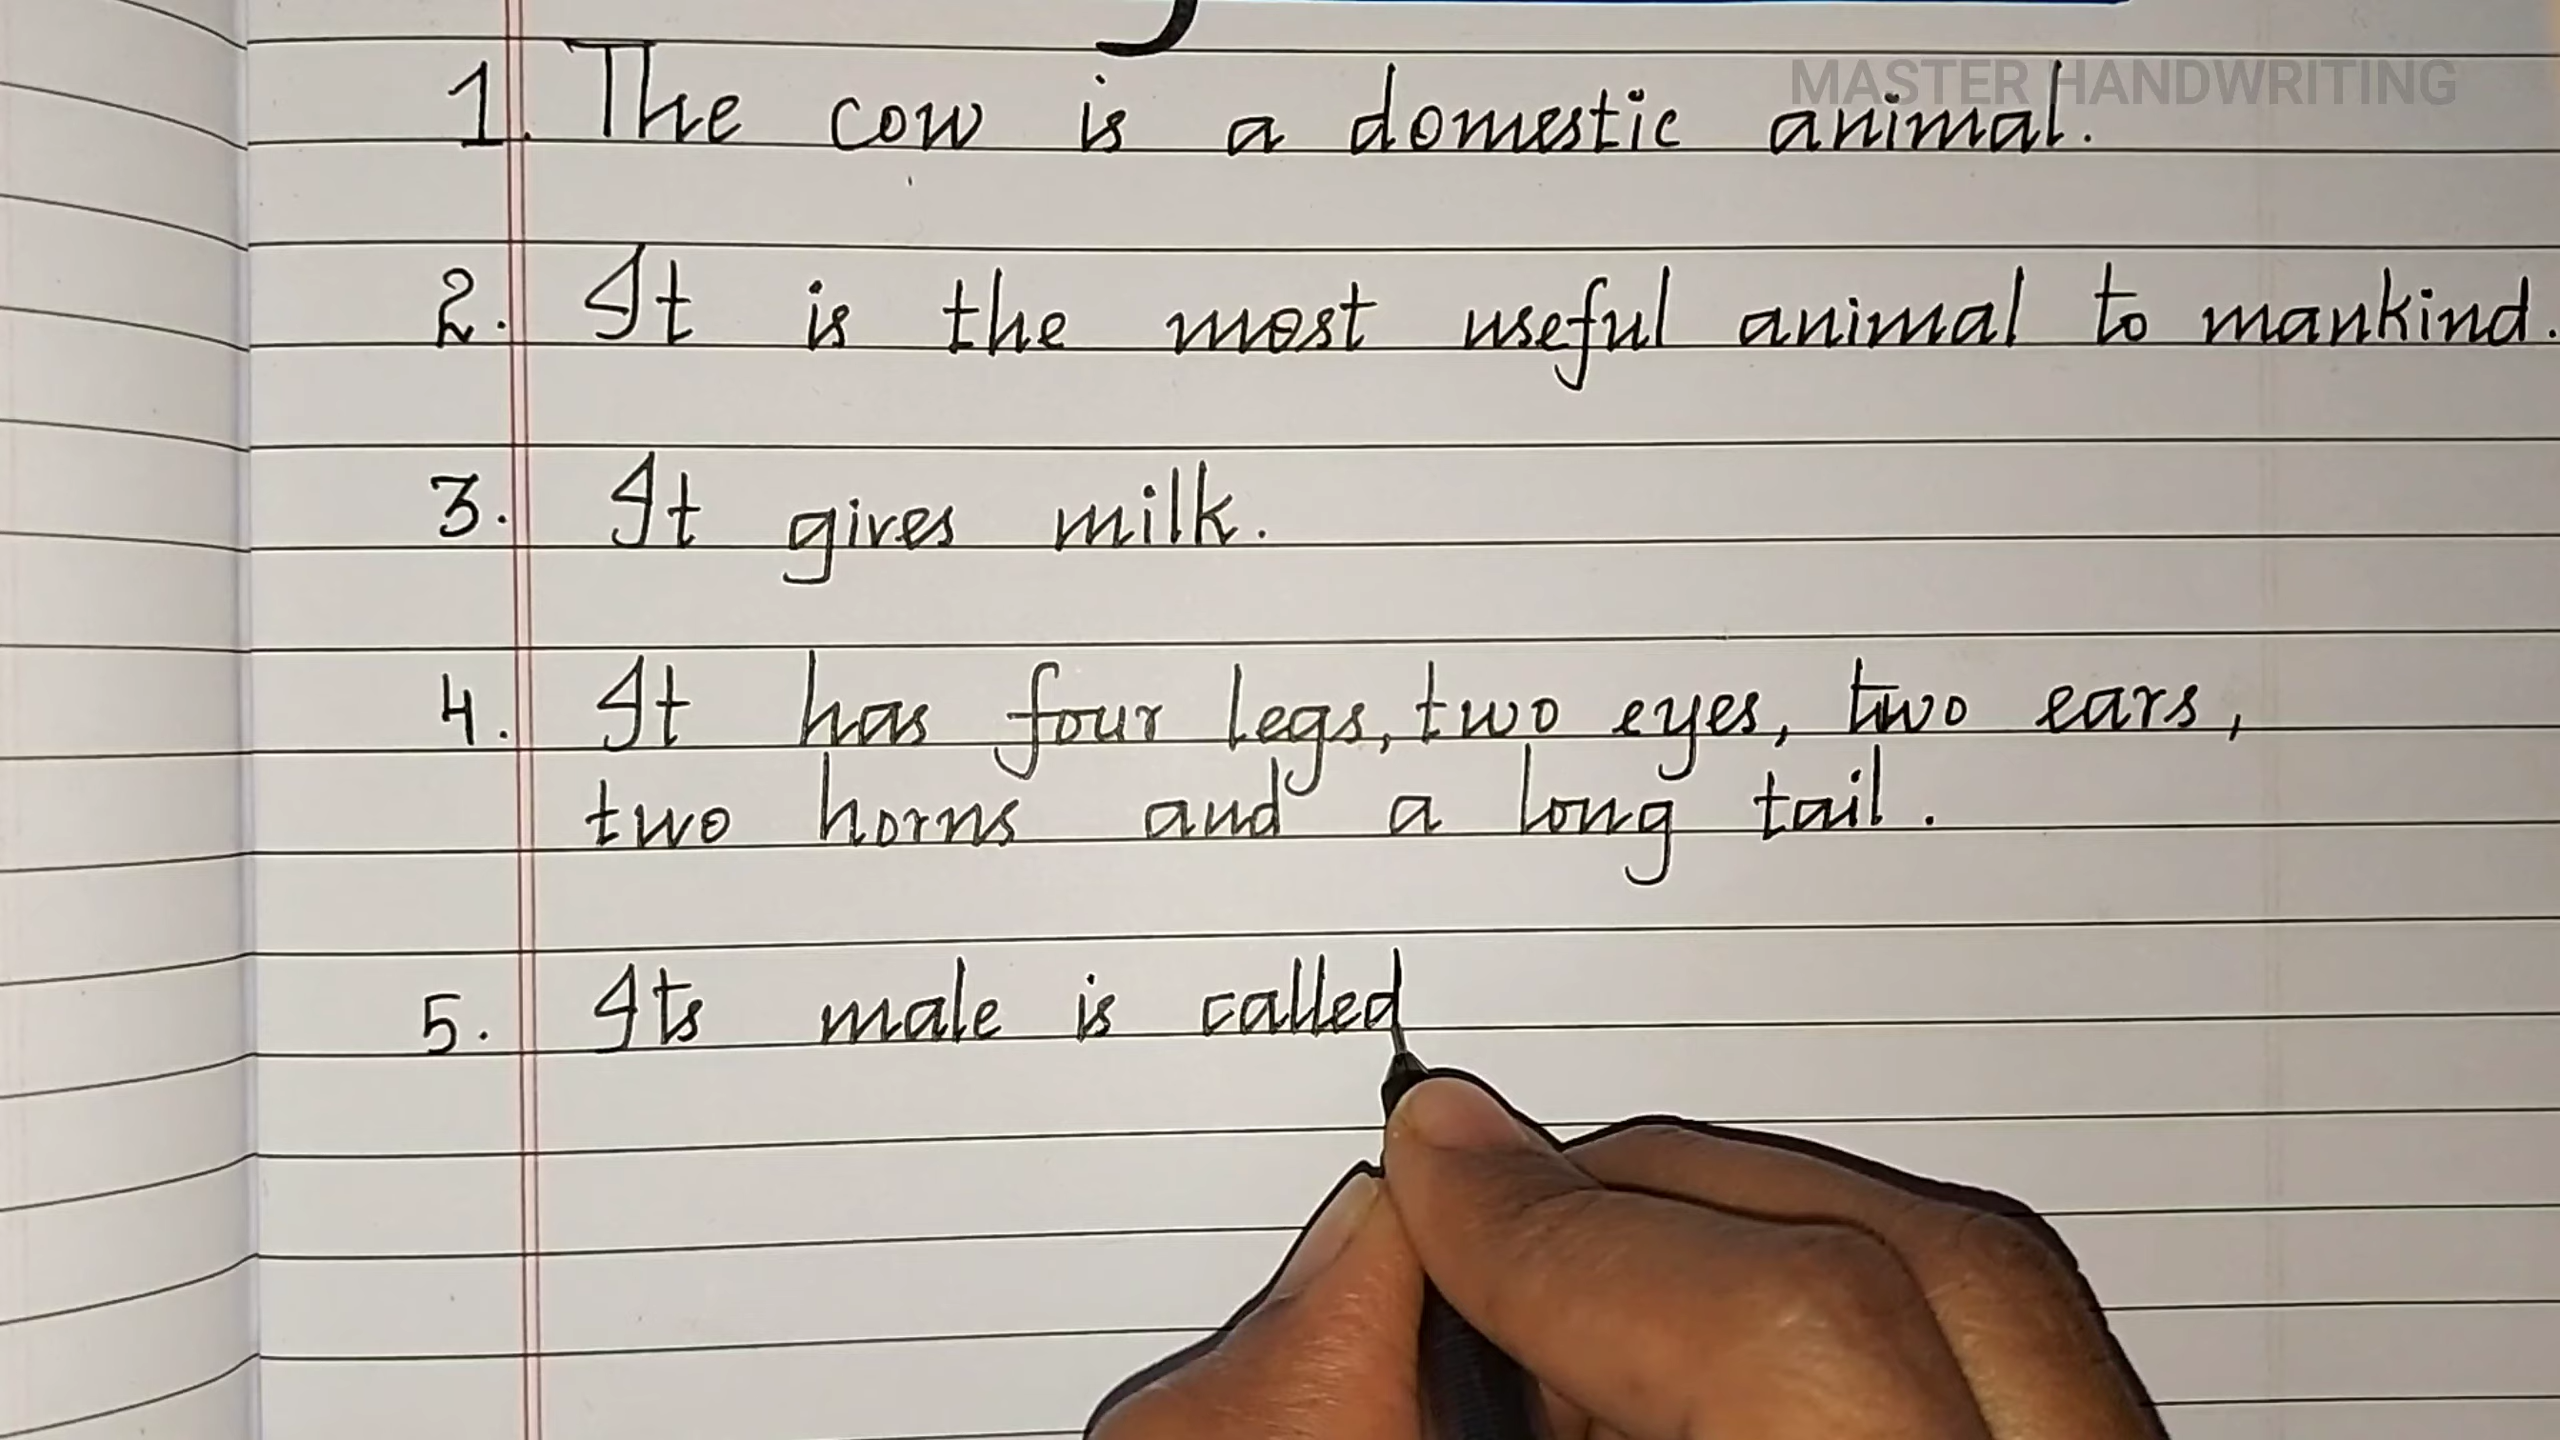 MASTER HANDWRITING
1. The cow is a domestic animal.
2. It is the most useful animal to mankind.
3. It gives milk.
4. It has four legs, two eyes, two ears,
two horns and a long tail.
5. Its male is called